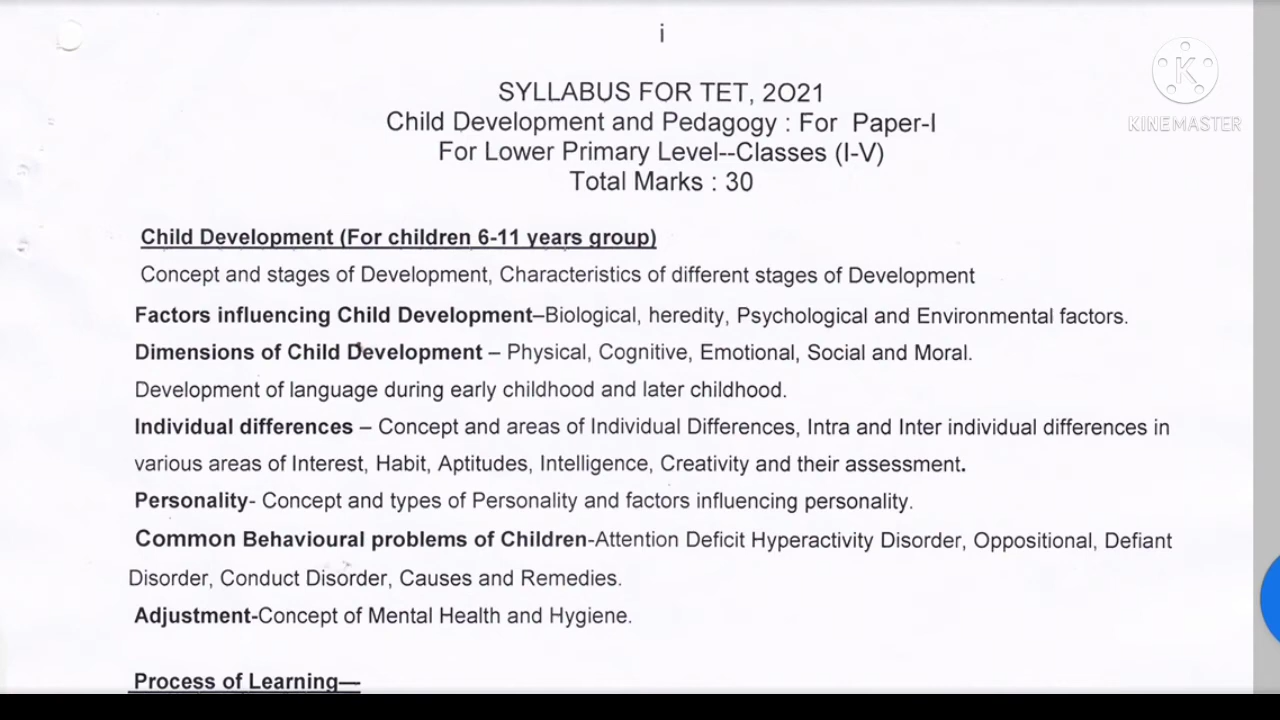 i
SYLLABUS FOR TET, 2O21
Child Development and Pedagogy : For Paper-I
For Lower Primary Level--Classes (I-V)
Total Marks : 30
KINEMASTER
Child Development (For children 6-11 years group)
Concept and stages of Development, Characteristics of different stages of Development
Factors influencing Child Development–Biological, heredity, Psychological and Environmental factors.
Dimensions of Child Development – Physical, Cognitive, Emotional, Social and Moral.
Development of language during early childhood and later childhood.
Individual differences – Concept and areas of Individual Differences, Intra and Inter individual differences in
various areas of Interest, Habit, Aptitudes, Intelligence, Creativity and their assessment.
Personality- Concept and types of Personality and factors influencing personality.
Common Behavioural problems of Children-Attention Deficit Hyperactivity Disorder, Oppositional, Defiant
Disorder, Conduct Disorder, Causes and Remedies.
Adjustment-Concept of Mental Health and Hygiene.
Process of Learning—